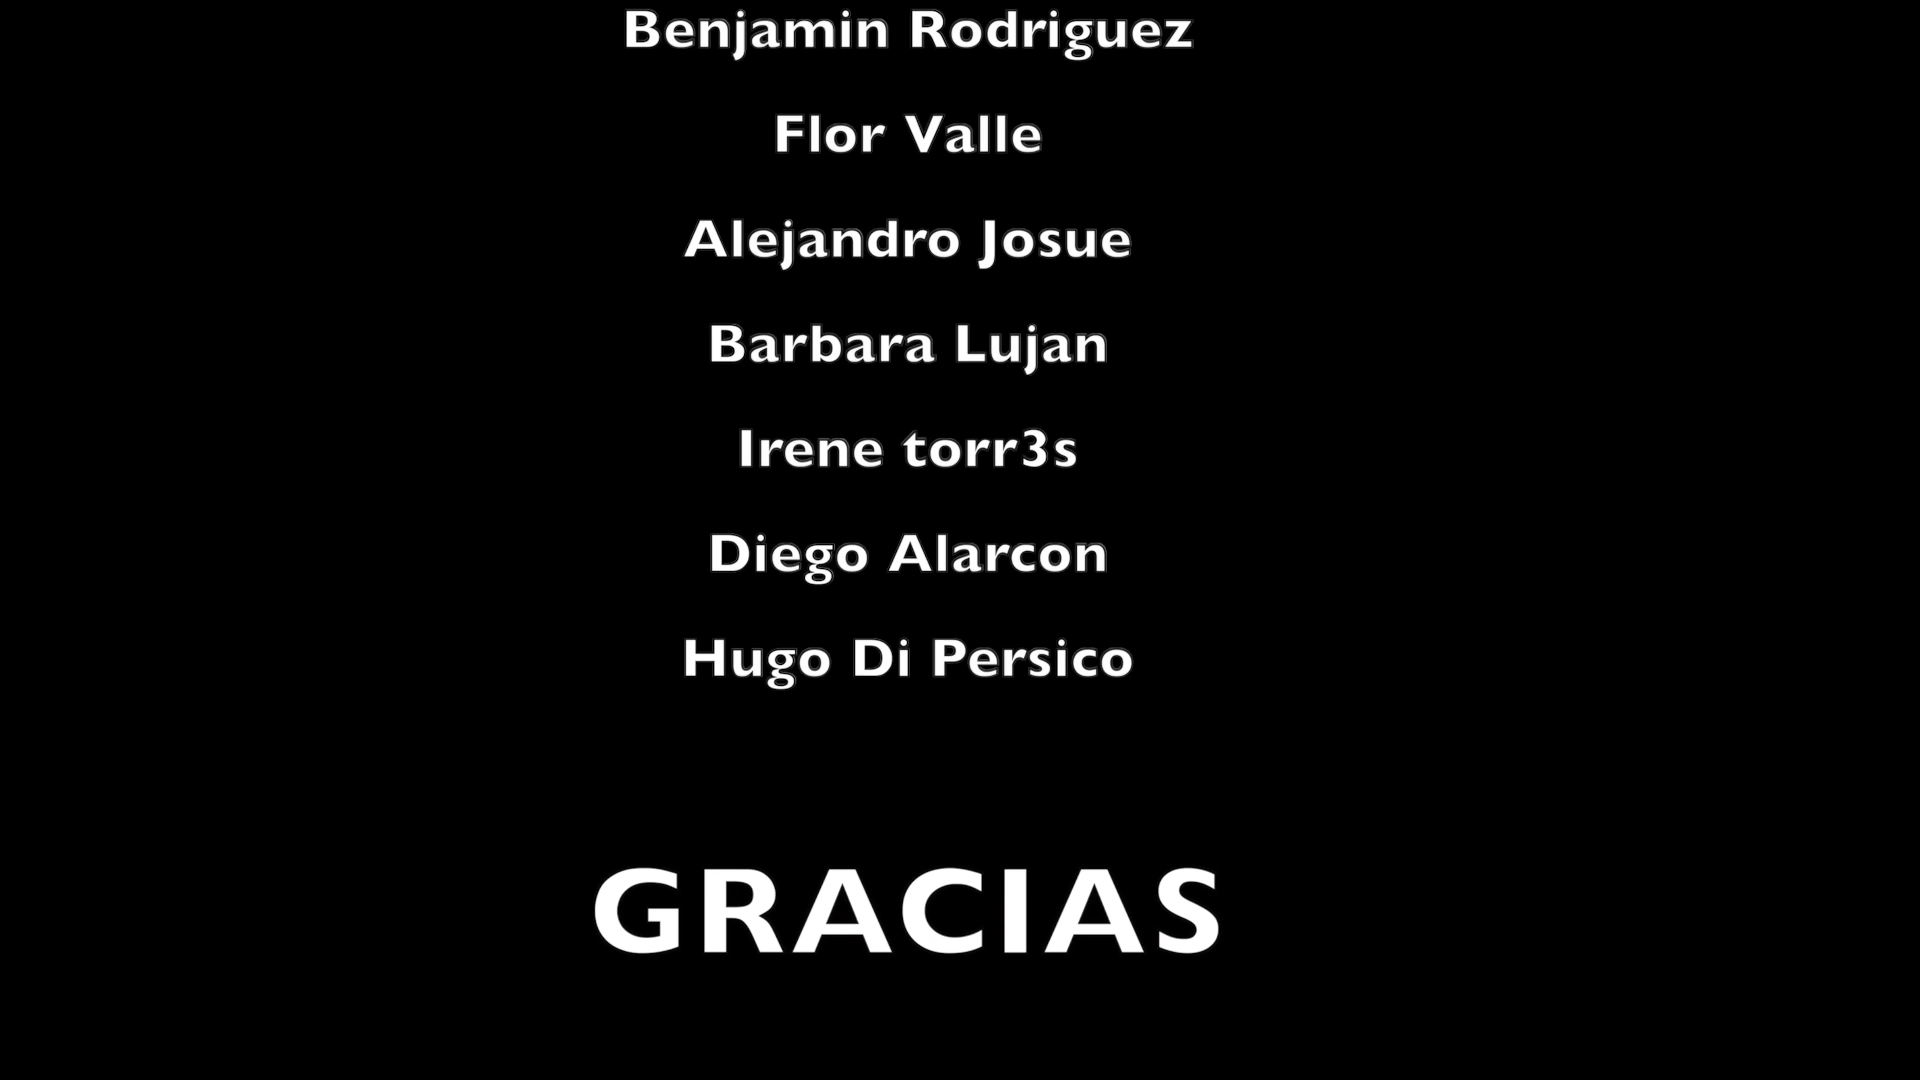 Benjamin Rodriguez
Flor Valle
Alejandro Josue
Barbara Lujan
Irene torr3s
Diego Alarcon
Hugo Di Persico
GRACIAS